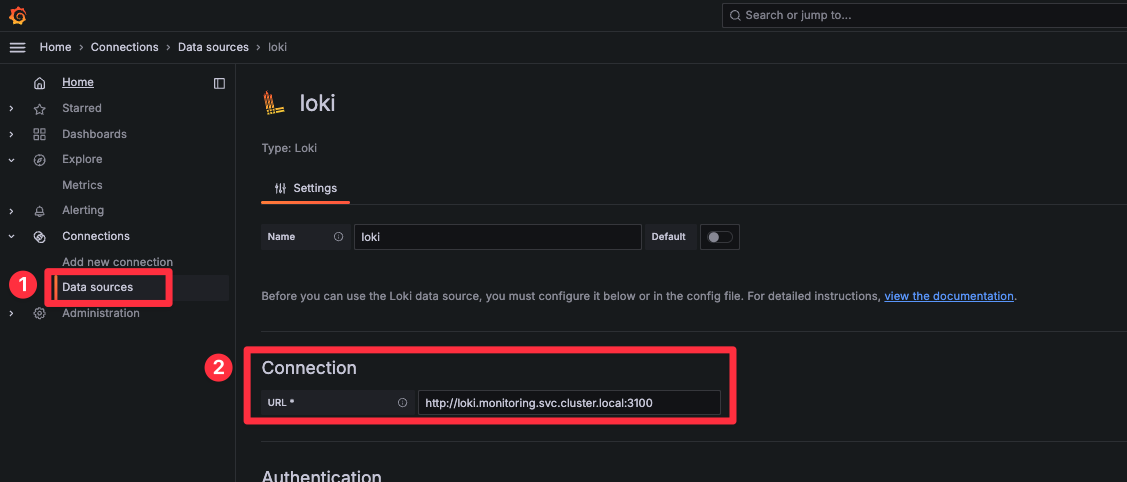 Search or jump to...
Home › Connections › Data sources › loki
Home
Starred
Dashboards
Explore
Metrics
Alerting
Connections
Add new connection
1
Data sources
Administration
loki
Type: Loki
Settings
Name
loki
Default
Before you can use the Loki data source, you must configure it below or in the config file. For detailed instructions, view the documentation.
2
Connection
URL *
http://loki.monitoring.svc.cluster.local:3100
Authentication